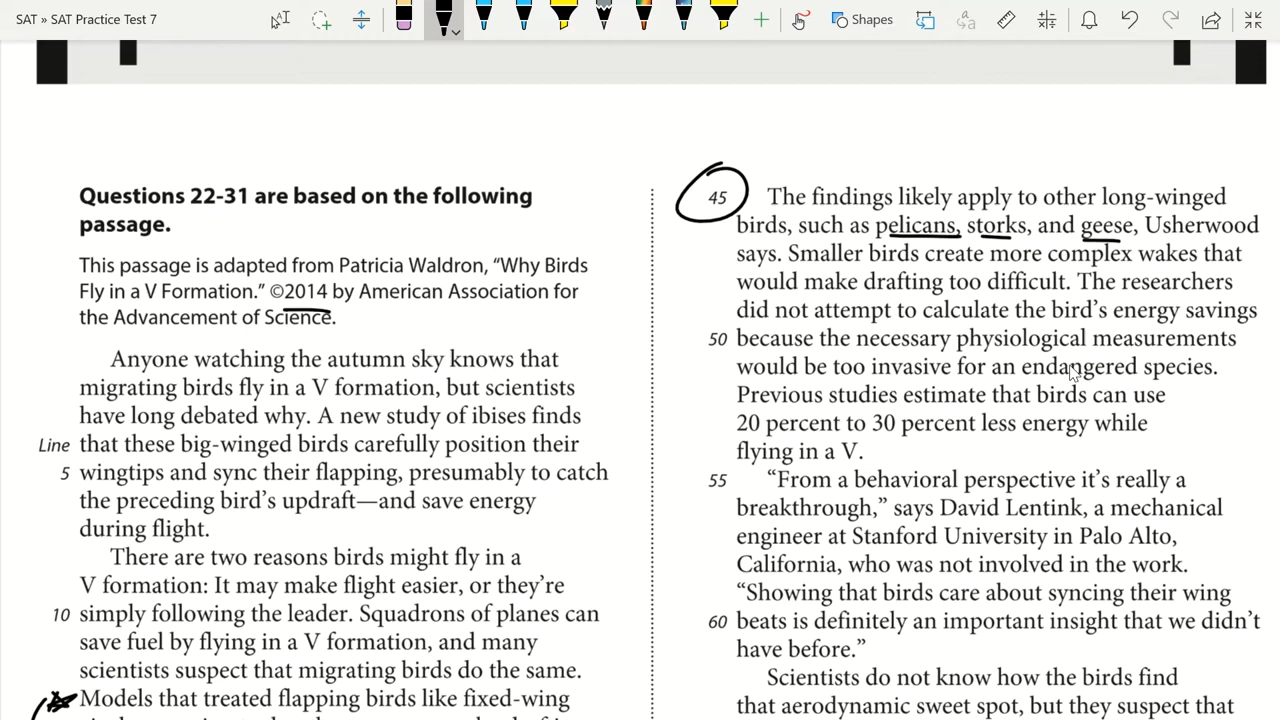 SAT » SAT Practice Test 7
Shapes
Questions 22-31 are based on the following
passage.
This passage is adapted from Patricia Waldron, “Why Birds
Fly in a V Formation.” ©2014 by American Association for
the Advancement of Science.
Anyone watching the autumn sky knows that
migrating birds fly in a V formation, but scientists
have long debated why. A new study of ibises finds
Line that these big-winged birds carefully position their
5 wingtips and sync their flapping, presumably to catch
the preceding bird’s updraft—and save energy
during flight.
There are two reasons birds might fly in a
V formation: It may make flight easier, or they’re
10 simply following the leader. Squadrons of planes can
save fuel by flying in a V formation, and many
scientists suspect that migrating birds do the same.
Models that treated flapping birds like fixed-wing
45 The findings likely apply to other long-winged
birds, such as pelicans, storks, and geese, Usherwood
says. Smaller birds create more complex wakes that
would make drafting too difficult. The researchers
did not attempt to calculate the bird’s energy savings
50 because the necessary physiological measurements
would be too invasive for an endangered species.
Previous studies estimate that birds can use
20 percent to 30 percent less energy while
flying in a V.
55 “From a behavioral perspective it’s really a
breakthrough,” says David Lentink, a mechanical
engineer at Stanford University in Palo Alto,
California, who was not involved in the work.
“Showing that birds care about syncing their wing
60 beats is definitely an important insight that we didn’t
have before.”
Scientists do not know how the birds find
that aerodynamic sweet spot, but they suspect that